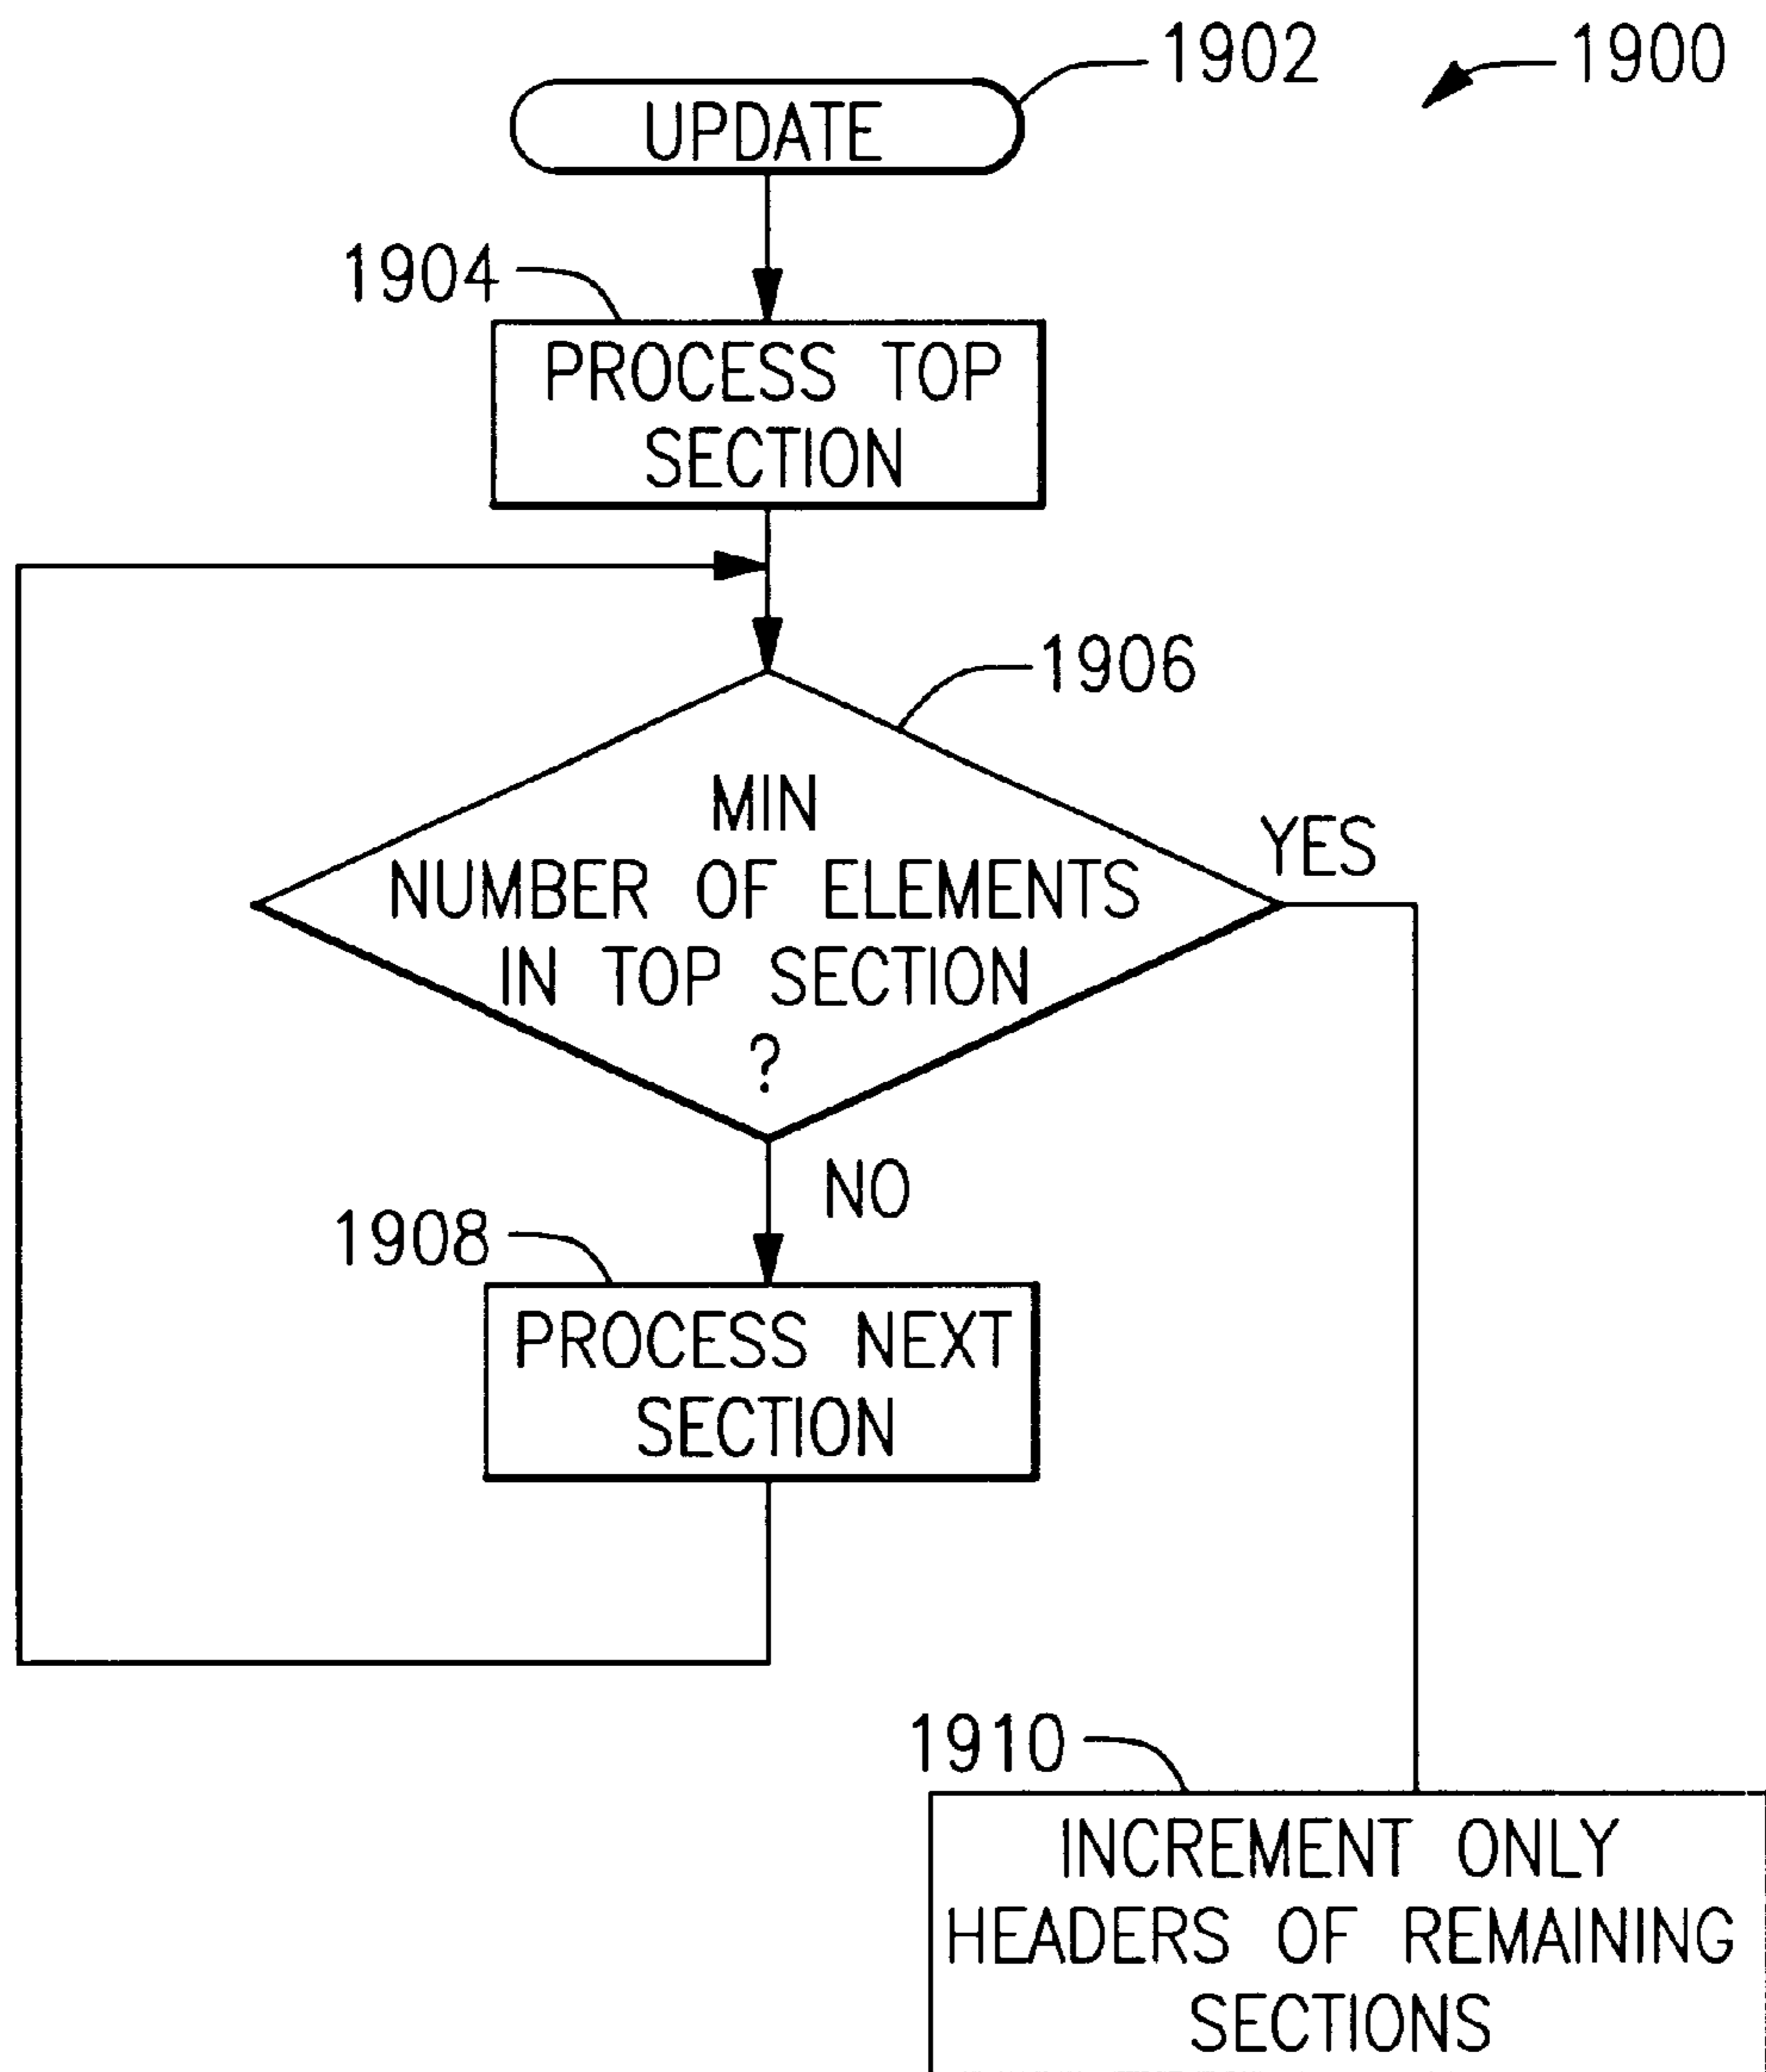 1902
1900
UPDATE
1904
PROCESS TOP
SECTION
1906
MIN
NUMBER OF ELEMENTS
IN TOP SECTION
?
YES
NO
1908
PROCESS NEXT
SECTION
1910
INCREMENT ONLY
HEADERS OF REMAINING
SECTIONS